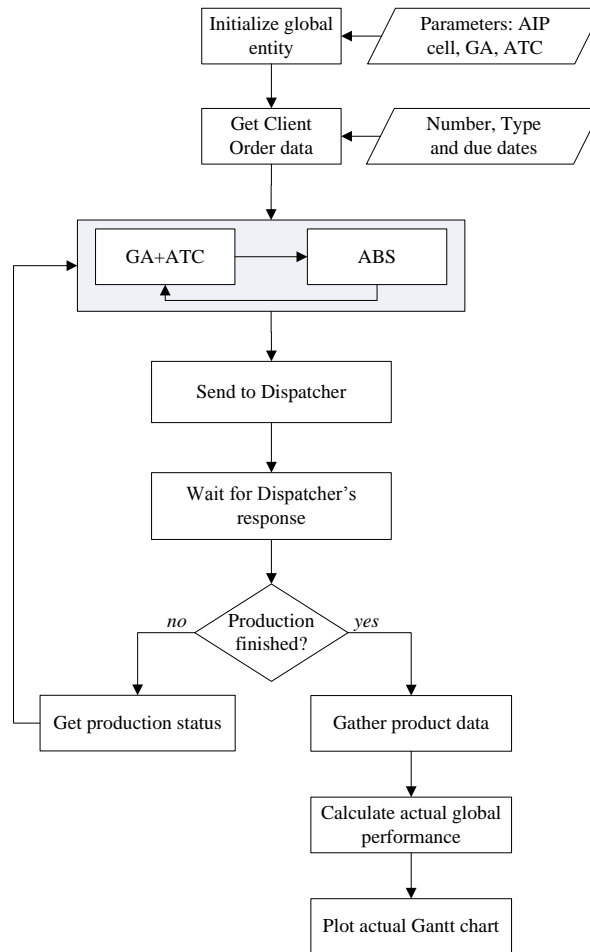 Initialize global
entity
Parameters: AIP
cell, GA, ATC
Get Client
Order data
Number, Type
and due dates
GA+ATC
ABS
Send to Dispatcher
Wait for Dispatcher’s
response
Production
finished?
no
yes
Get production status
Gather product data
Calculate actual global
performance
Plot actual Gantt chart